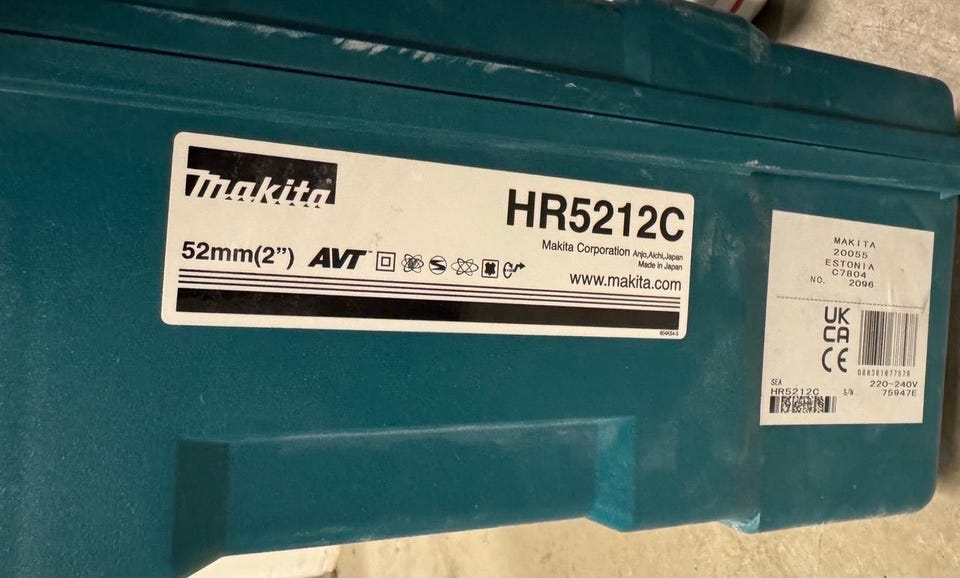 makita
HR5212C
Makita Corporation Anjo,Aichi,Japan
Made in Japan
52mm(2") AVT
www.makita.com
MAKITA
20055
ESTONIA
C7804
NO. 2096
UK
CA
CE
088381677578
220-240V
SEA
HR5212C S/N 75947E